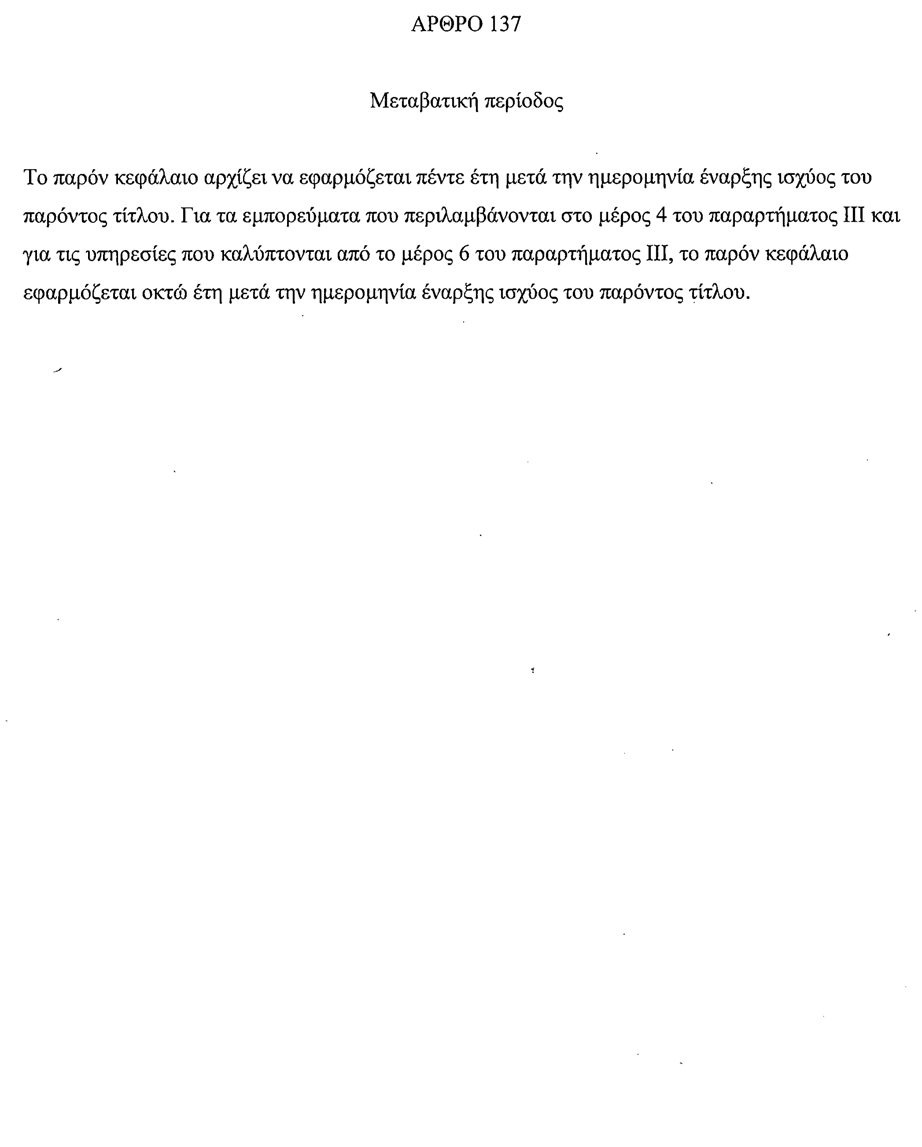 ΑΡΘΡΟ 137
Μεταβατική περίοδος
Το παρόν κεφάλαιο αρχίζει να εφαρμόζεται πέντε έτη μετά την ημερομηνία έναρξης ισχύος του
παρόντος τίτλου. Για τα εμπορεύματα που περιλαμβάνονται στο μέρος 4 του παραρτήματος III και
για τις υπηρεσίες που καλύπτονται από το μέρος 6 του παραρτήματος III, το παρόν κεφάλαιο
εφαρμόζεται οκτώ έτη μετά την ημερομηνία έναρξης ισχύος του παρόντος τίτλου.